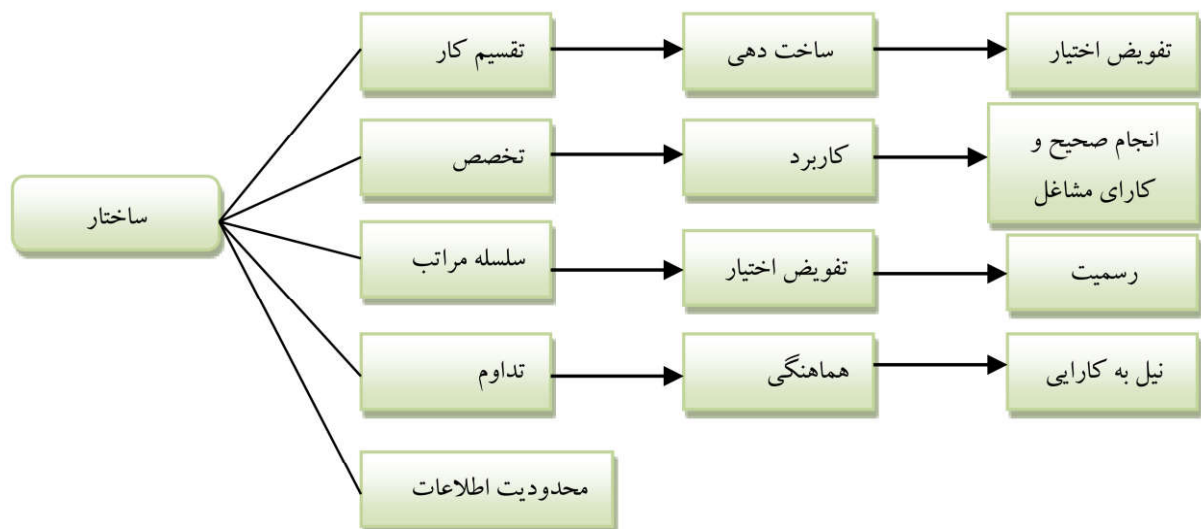 ساختار
تقسیم کار
ساخت دهی
تفویض اختیار
تخصص
کاربرد
انجام صحیح و
کارای مشاغل
سلسله مراتب
تفویض اختیار
رسمیت
تداوم
هماهنگی
نیل به کارایی
محدودیت اطلاعات